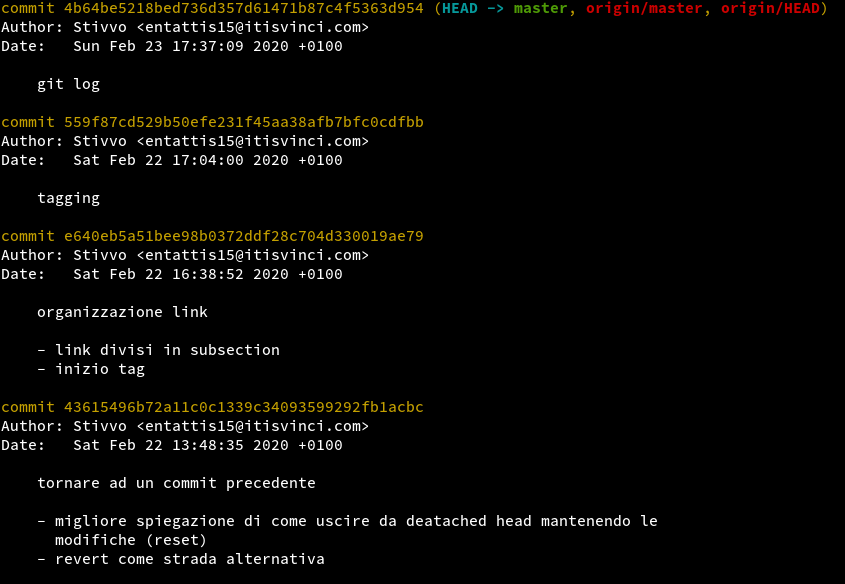 commit 4b64be5218bed736d357d61471b87c4f5363d954 (HEAD -> master, origin/master, origin/HEAD)
Author: Stivvo <entattis15@itisvinci.com>
Date:   Sun Feb 23 17:37:09 2020 +0100
git log
commit 559f87cd529b50efe231f45aa38afb7bfc0cdfbb
Author: Stivvo <entattis15@itisvinci.com>
Date:   Sat Feb 22 17:04:00 2020 +0100
tagging
commit e640eb5a51bee98b0372ddf28c704d330019ae79
Author: Stivvo <entattis15@itisvinci.com>
Date:   Sat Feb 22 16:38:52 2020 +0100
organizzazione link
- link divisi in subsection
- inizio tag
commit 43615496b72a11c0c1339c34093599292fb1acbc
Author: Stivvo <entattis15@itisvinci.com>
Date:   Sat Feb 22 13:48:35 2020 +0100
tornare ad un commit precedente
- migliore spiegazione di come uscire da deatached head mantenendo le
modifiche (reset)
- revert come strada alternativa